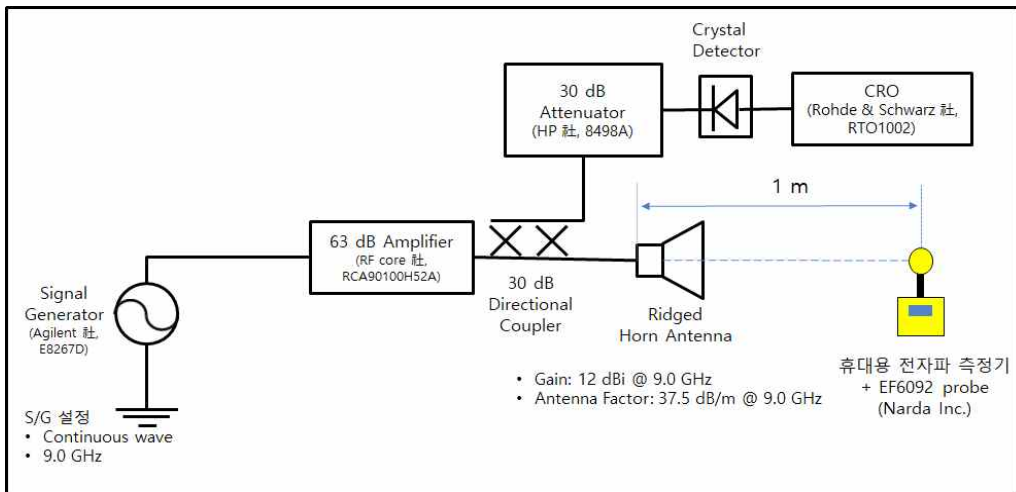 Crystal
Detector
30 dB
Attenuator
(HP 社, 8498A)
CRO
(Rohde & Schwarz 社,
RTO1002)
1 m
63 dB Amplifier
(RF core 社,
RCA90100H52A)
30 dB
Directional
Coupler
Ridged
Horn Antenna
Signal
Generator
(Agilent 社,
E8267D)
휴대용 전자파 측정기
+ EF6092 probe
(Narda Inc.)
• Gain: 12 dBi @ 9.0 GHz
• Antenna Factor: 37.5 dB/m @ 9.0 GHz
S/G 설정
• Continuous wave
• 9.0 GHz